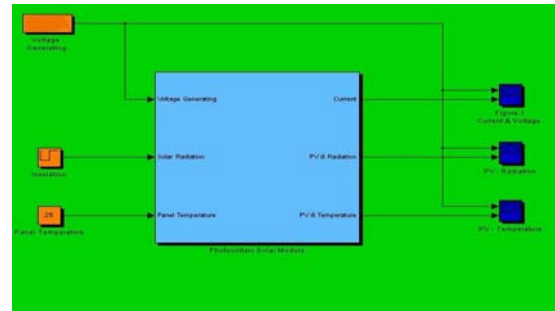 Voltage
Generating
Voltage Generating
Current
Figure 1
Current & Voltage
Solar Radiation
PV & Radiation
Insolation
PV - Radiation
25
Panel Temperature
PV & Temperature
Panel Temperature
PV - Temperature
Photovoltaic Solar Module